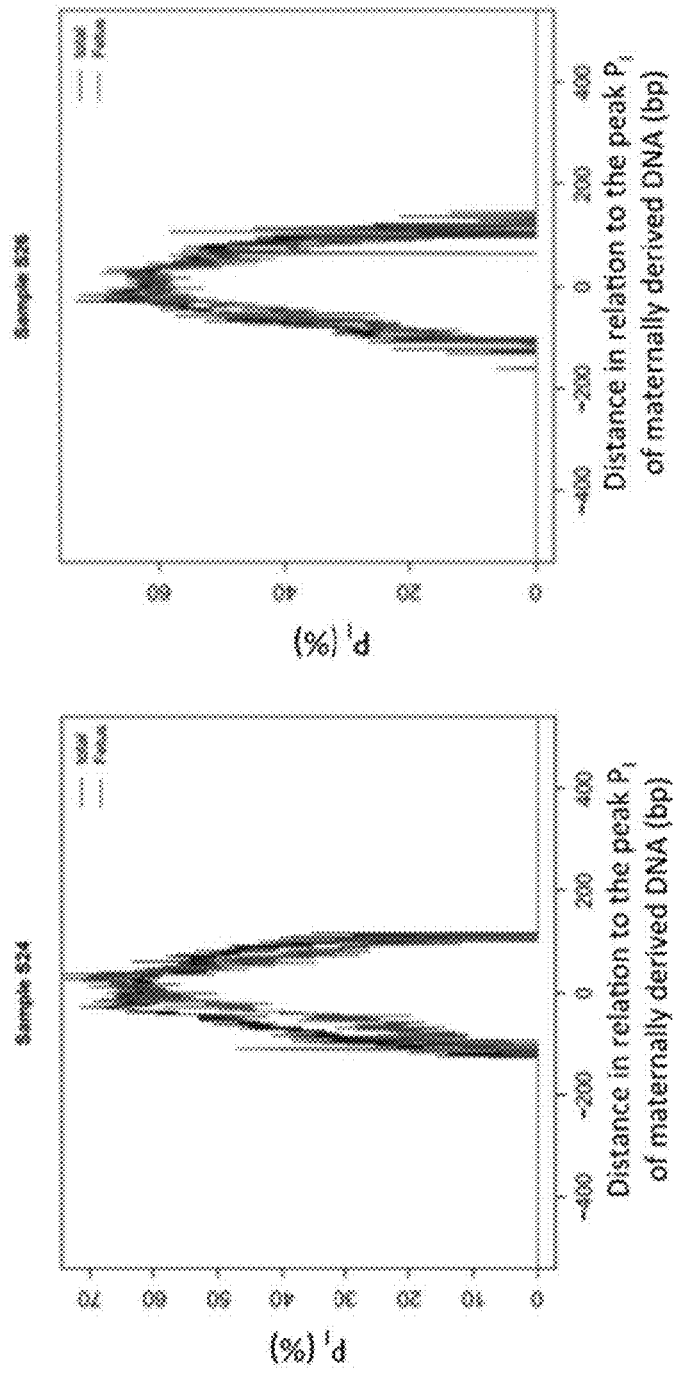 Sample S24
P_I (%)
70
60
50
40
30
20
10
0
Fetus
-400
-200
0
200
400
Distance in relation to the peak P_I
of maternally derived DNA (bp)
Sample S26
P_I (%)
60
40
20
0
Fetus
-400
-200
0
200
400
Distance in relation to the peak P_I
of maternally derived DNA (bp)